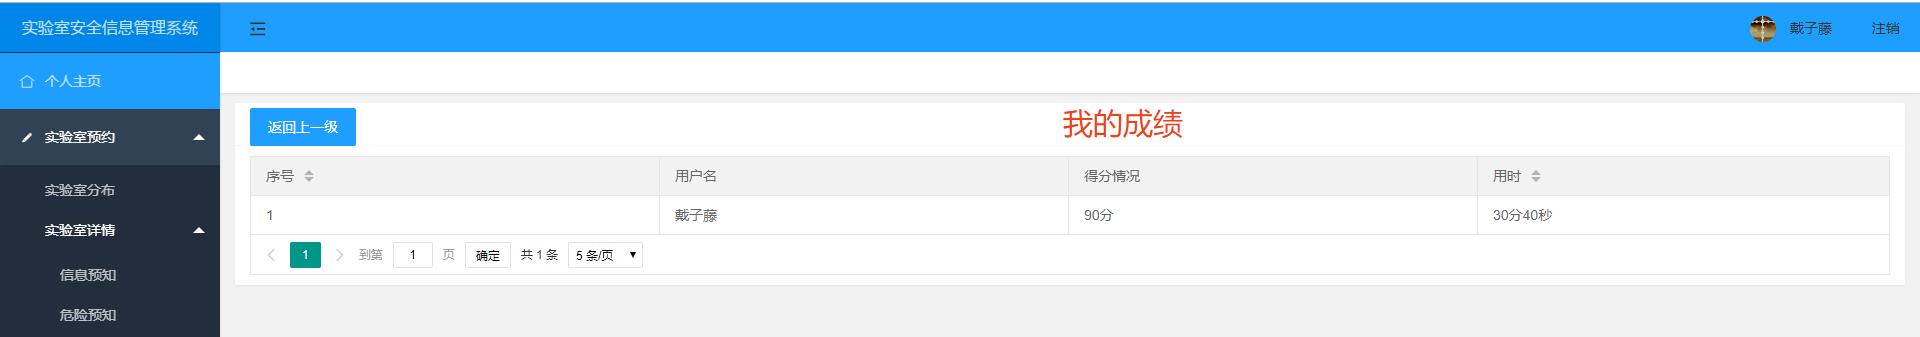 实验室安全信息管理系统
戴子藤
注销
个人主页
实验室预约
实验室分布
实验室详情
信息预知
危险预知
返回上一级
我的成绩
序号 用户名 得分情况 用时
1 戴子藤 90分 30分40秒
1 到第 1 页 确定 共 1 条 5 条/页